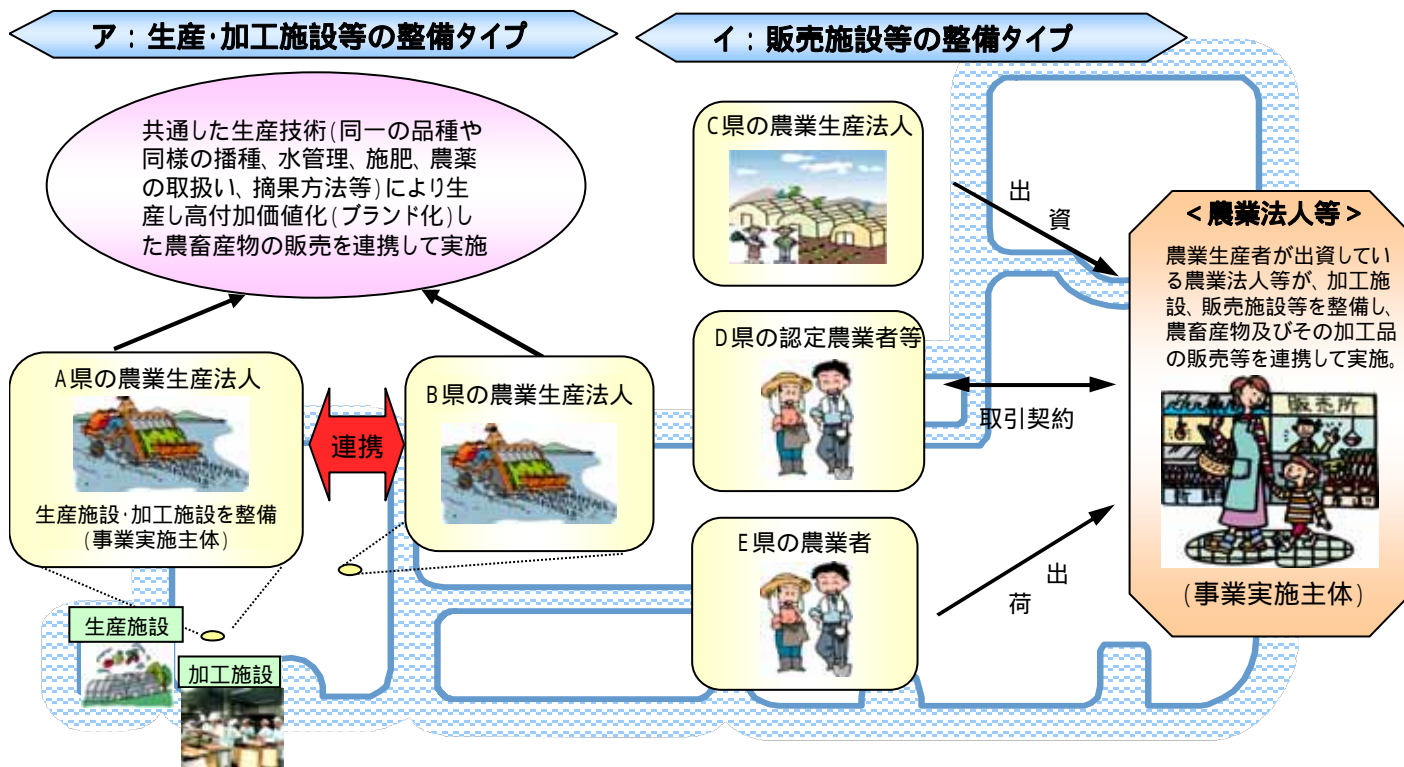 ア：生産・加工施設等の整備タイプ
イ：販売施設等の整備タイプ
共通した生産技術(同一の品種や
同様の播種、水管理、施肥、農薬
の取扱い、摘果方法等)により生
産し高付加価値化(ブランド化)し
た農畜産物の販売を連携して実施
A県の農業生産法人
生産施設・加工施設を整備
(事業実施主体)
連携
B県の農業生産法人
生産施設
加工施設
C県の農業生産法人
出資
D県の認定農業者等
取引契約
E県の農業者
出荷
<農業法人等>
農業生産者が出資してい
る農業法人等が、加工施
設、販売施設等を整備し、
農畜産物及びその加工品
の販売等を連携して実施。
販売所
(事業実施主体)